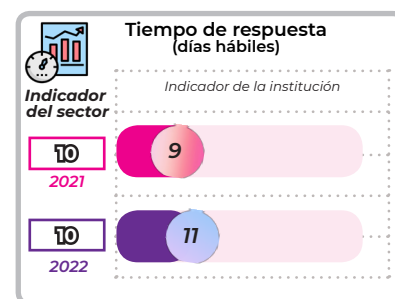 Tiempo de respuesta
(días hábiles)
Indicador
del sector
Indicador de la institución
10
9
2021
10
11
2022